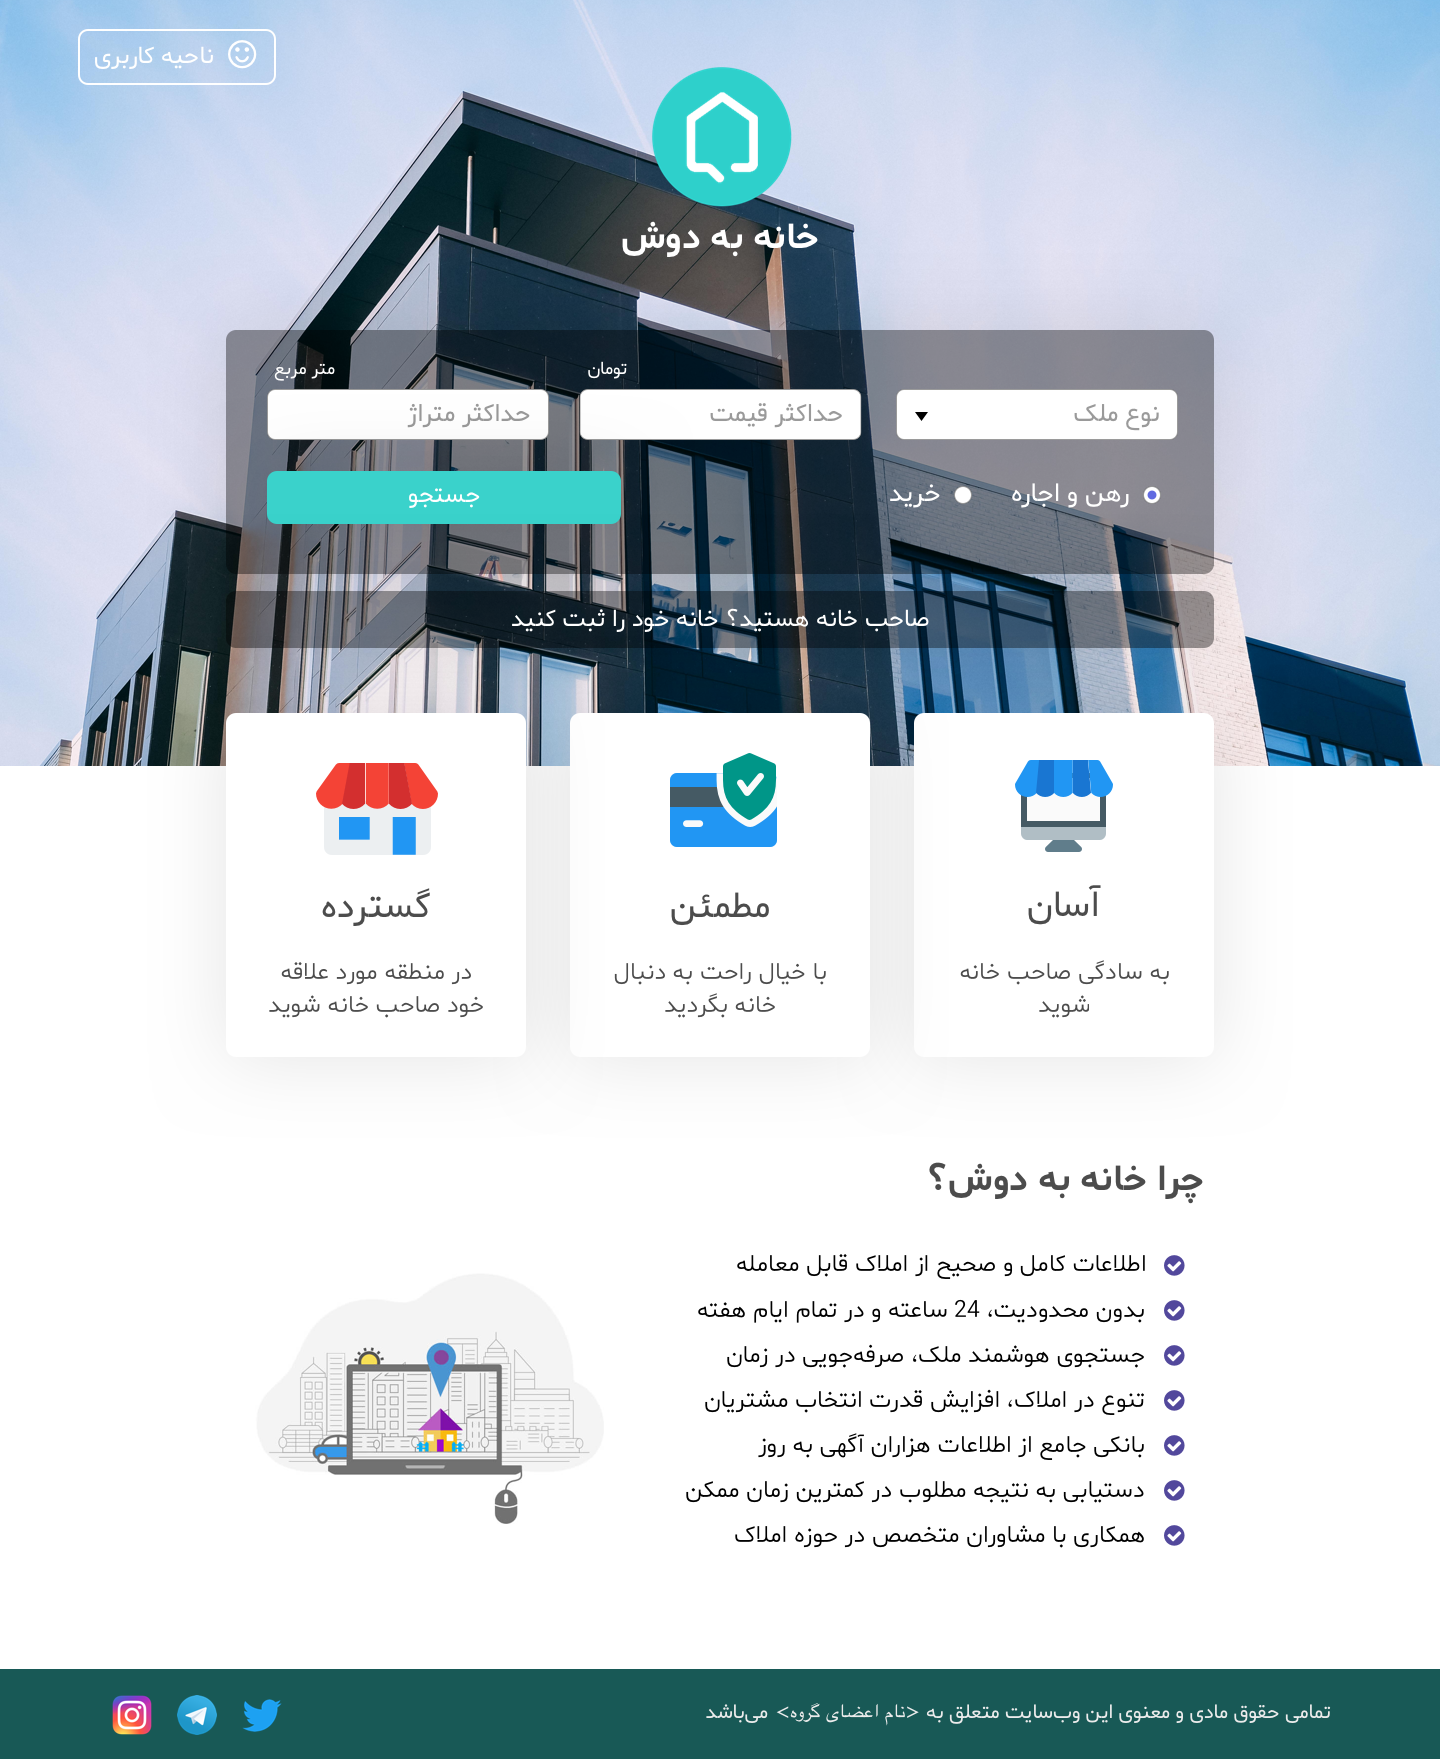 ناحیه کاربری
خانه به دوش
تومان
متر مربع
نوع ملک
حداکثر قیمت
حداکثر متراژ
رهن و اجاره
خرید
جستجو
صاحب خانه هستید؟ خانه خود را ثبت کنید
آسان
به سادگی صاحب خانه
شوید
مطمئن
با خیال راحت به دنبال
خانه بگردید
گسترده
در منطقه مورد علاقه
خود صاحب خانه شوید
چرا خانه به دوش؟
اطلاعات کامل و صحیح از املاک قابل معامله
بدون محدودیت، 24 ساعته و در تمام ایام هفته
جستجوی هوشمند ملک، صرفه‌جویی در زمان
تنوع در املاک، افزایش قدرت انتخاب مشتریان
بانکی جامع از اطلاعات هزاران آگهی به روز
دستیابی به نتیجه مطلوب در کمترین زمان ممکن
همکاری با مشاوران متخصص در حوزه املاک
تمامی حقوق مادی و معنوی این وب‌سایت متعلق به <نام اعضای گروه> می‌باشد